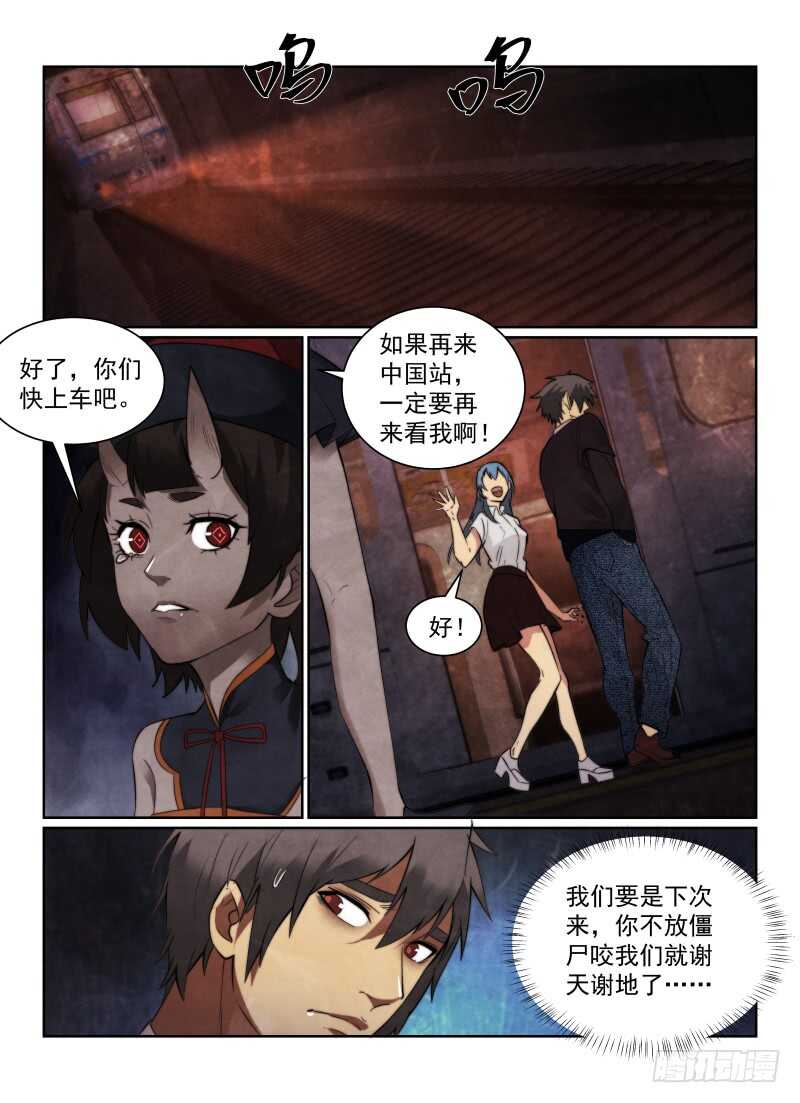 呜 呜
好了，你们
快上车吧。
如果再来
中国站，
一定要再
来看我啊！
好！
我们要是下次
来，你不放僵
尸咬我们就谢
天谢地了……
腾讯动漫